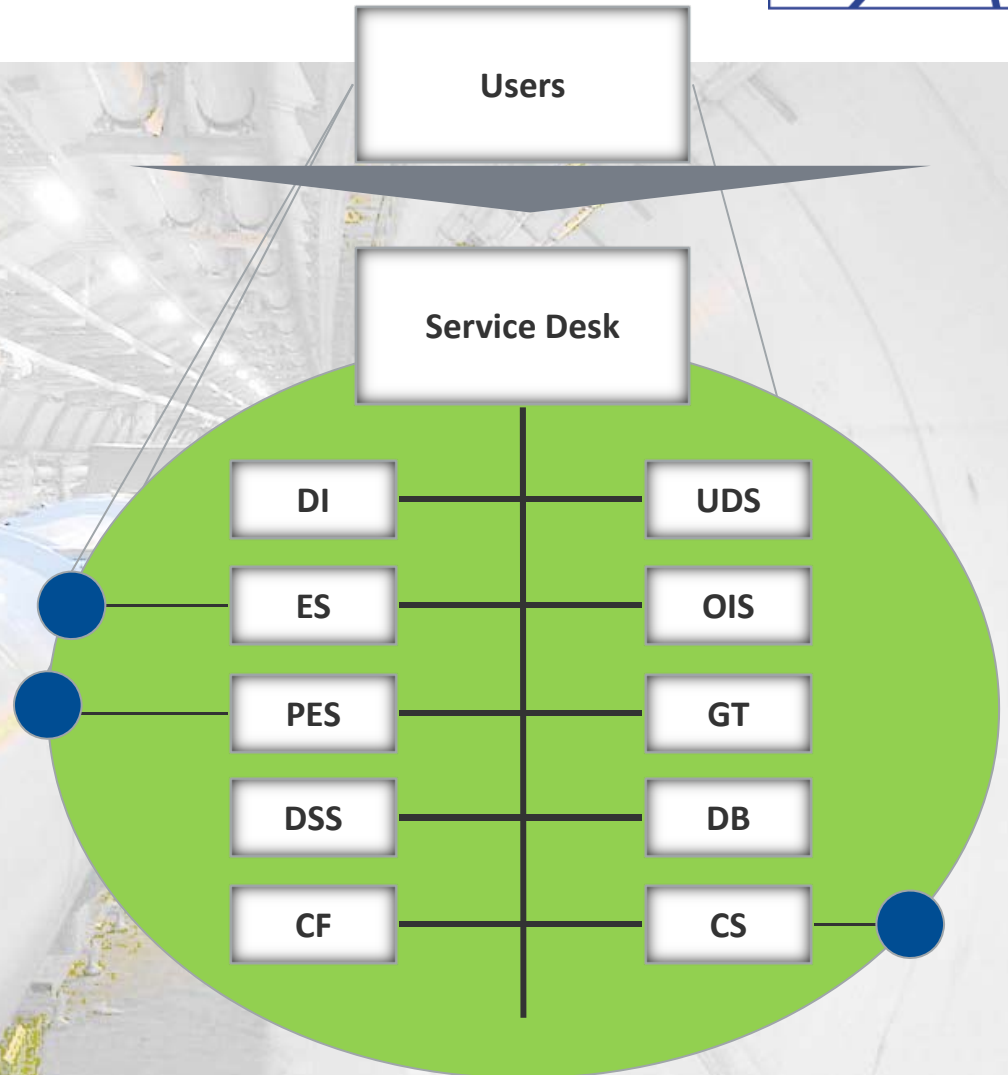 Users
Service Desk
DI
UDS
ES
OIS
PES
GT
DSS
DB
CF
CS